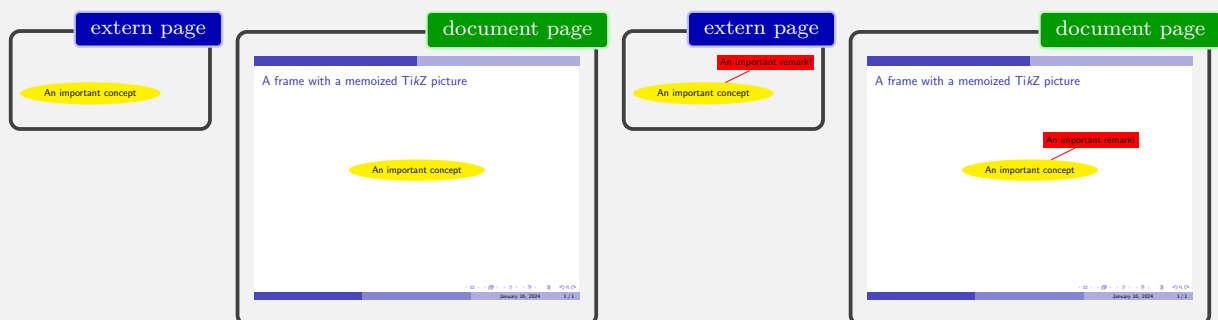 extern page
An important concept
document page
A frame with a memoized TikZ picture
An important concept
January 16, 2024 1 / 1
extern page
An important remark!
An important concept
document page
A frame with a memoized TikZ picture
An important remark!
An important concept
January 16, 2024 1 / 1